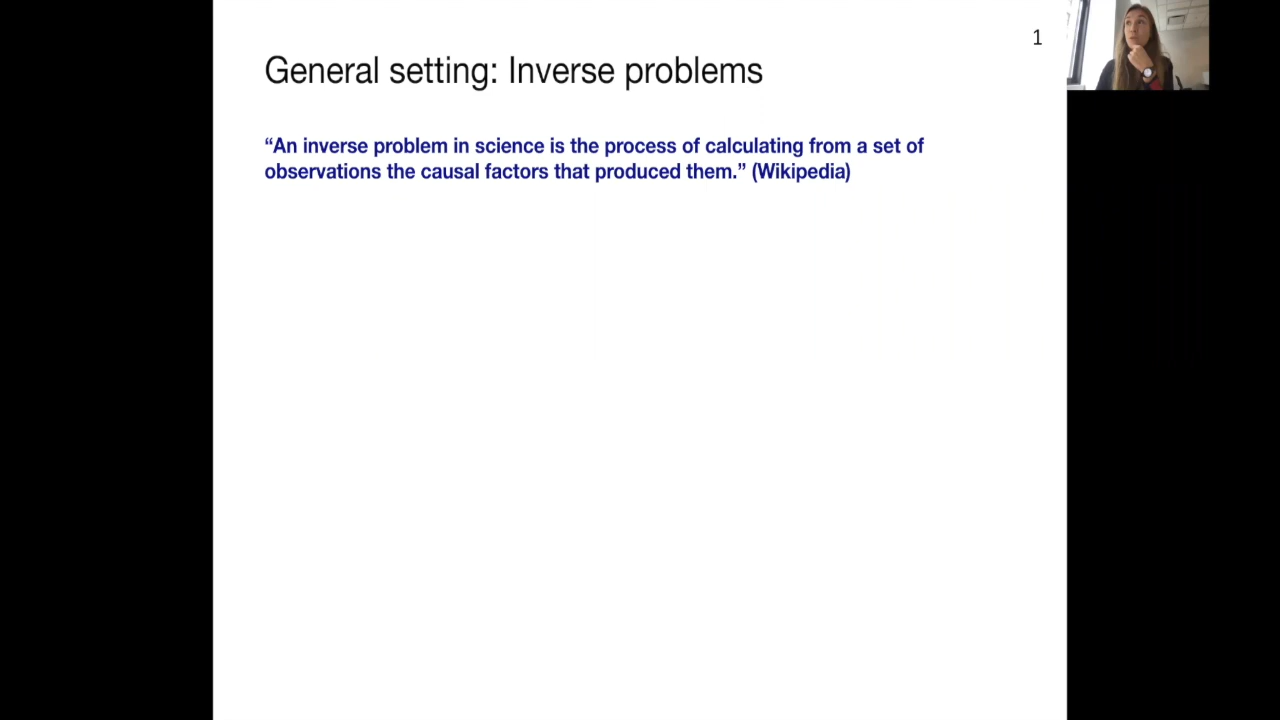 1
General setting: Inverse problems
“An inverse problem in science is the process of calculating from a set of
observations the causal factors that produced them.” (Wikipedia)